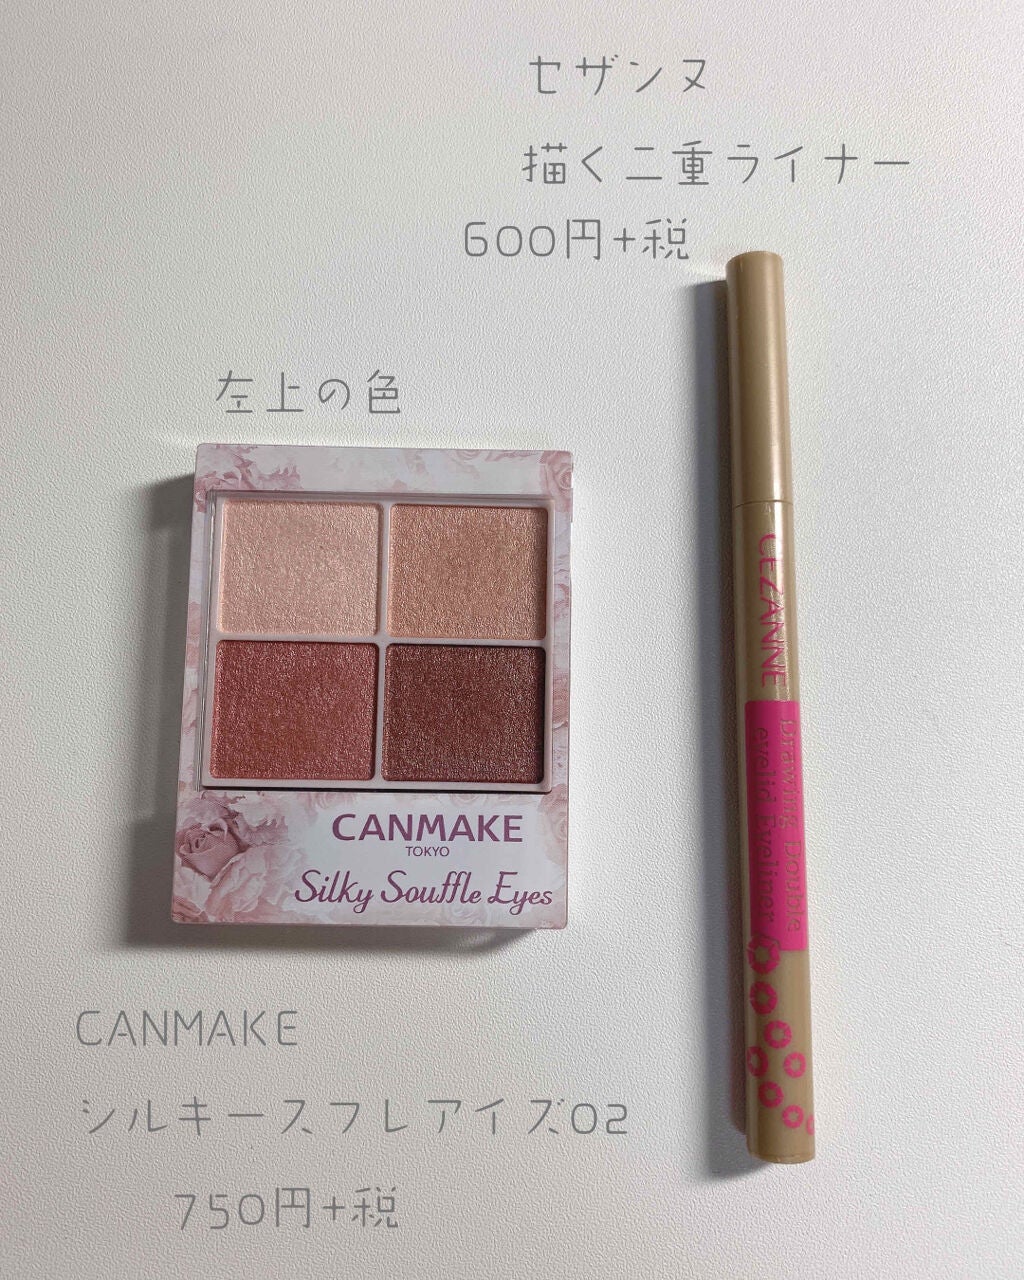 セザンヌ
描く二重ライナー
600円+税
左上の色
CANMAKE
TOKYO
Silky Souffle Eyes
CEZANNE
Drawing Double
eyelid Eyeliner
CANMAKE
シルキースフレアイズ02
750円+税